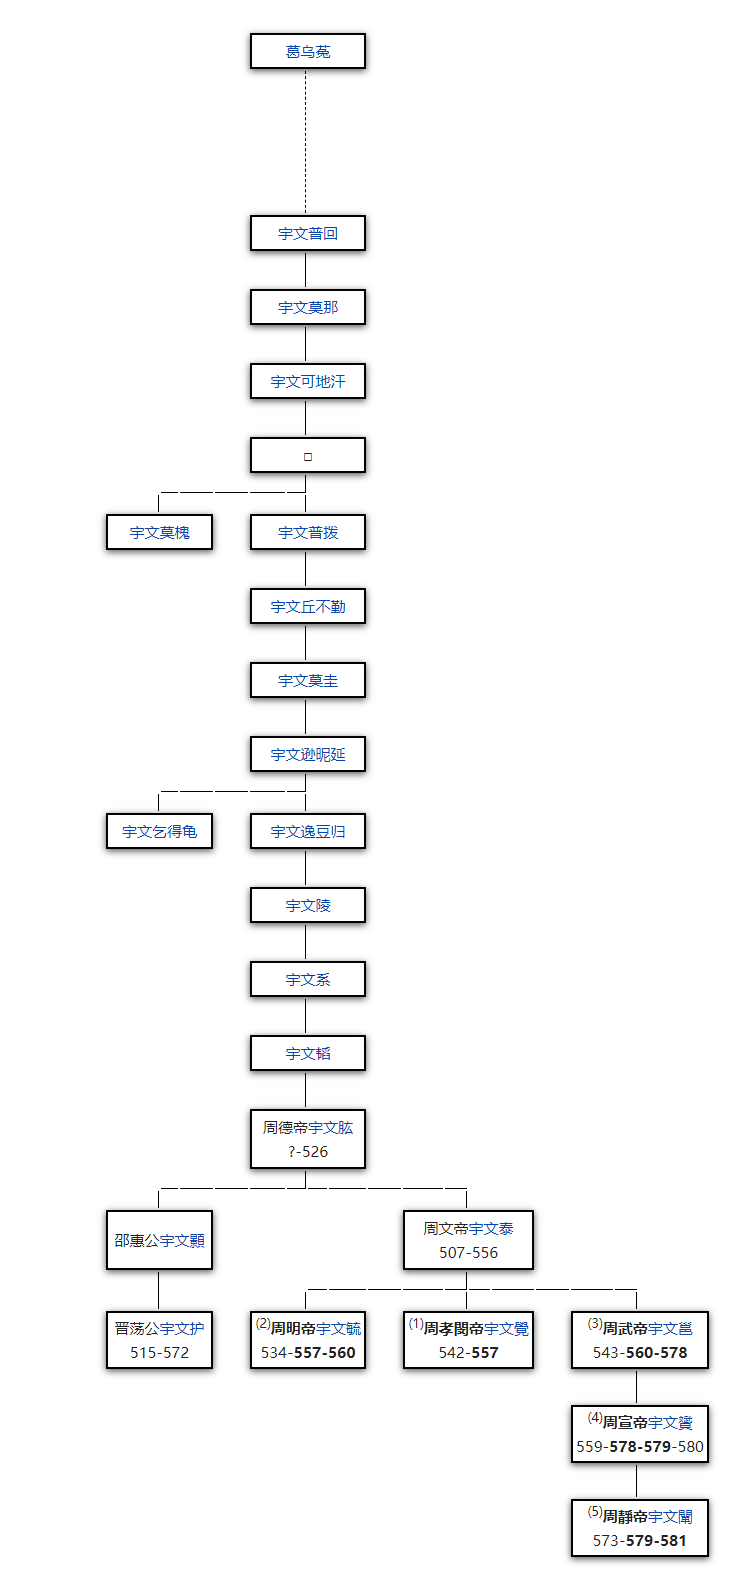 葛乌菟
宇文普回
宇文莫那
宇文可地汗
□
宇文莫槐
宇文普拨
宇文丘不勤
宇文莫圭
宇文逊昵延
宇文乞得龟
宇文逸豆归
宇文陵
宇文系
宇文韬
周德帝宇文肱
?-526
邵惠公宇文顥
周文帝宇文泰
507-556
晋荡公宇文护
515-572
(2)周明帝宇文毓
534-557-560
(1)周孝閔帝宇文覺
542-557
(3)周武帝宇文邕
543-560-578
(4)周宣帝宇文贇
559-578-579-580
(5)周靜帝宇文闡
573-579-581